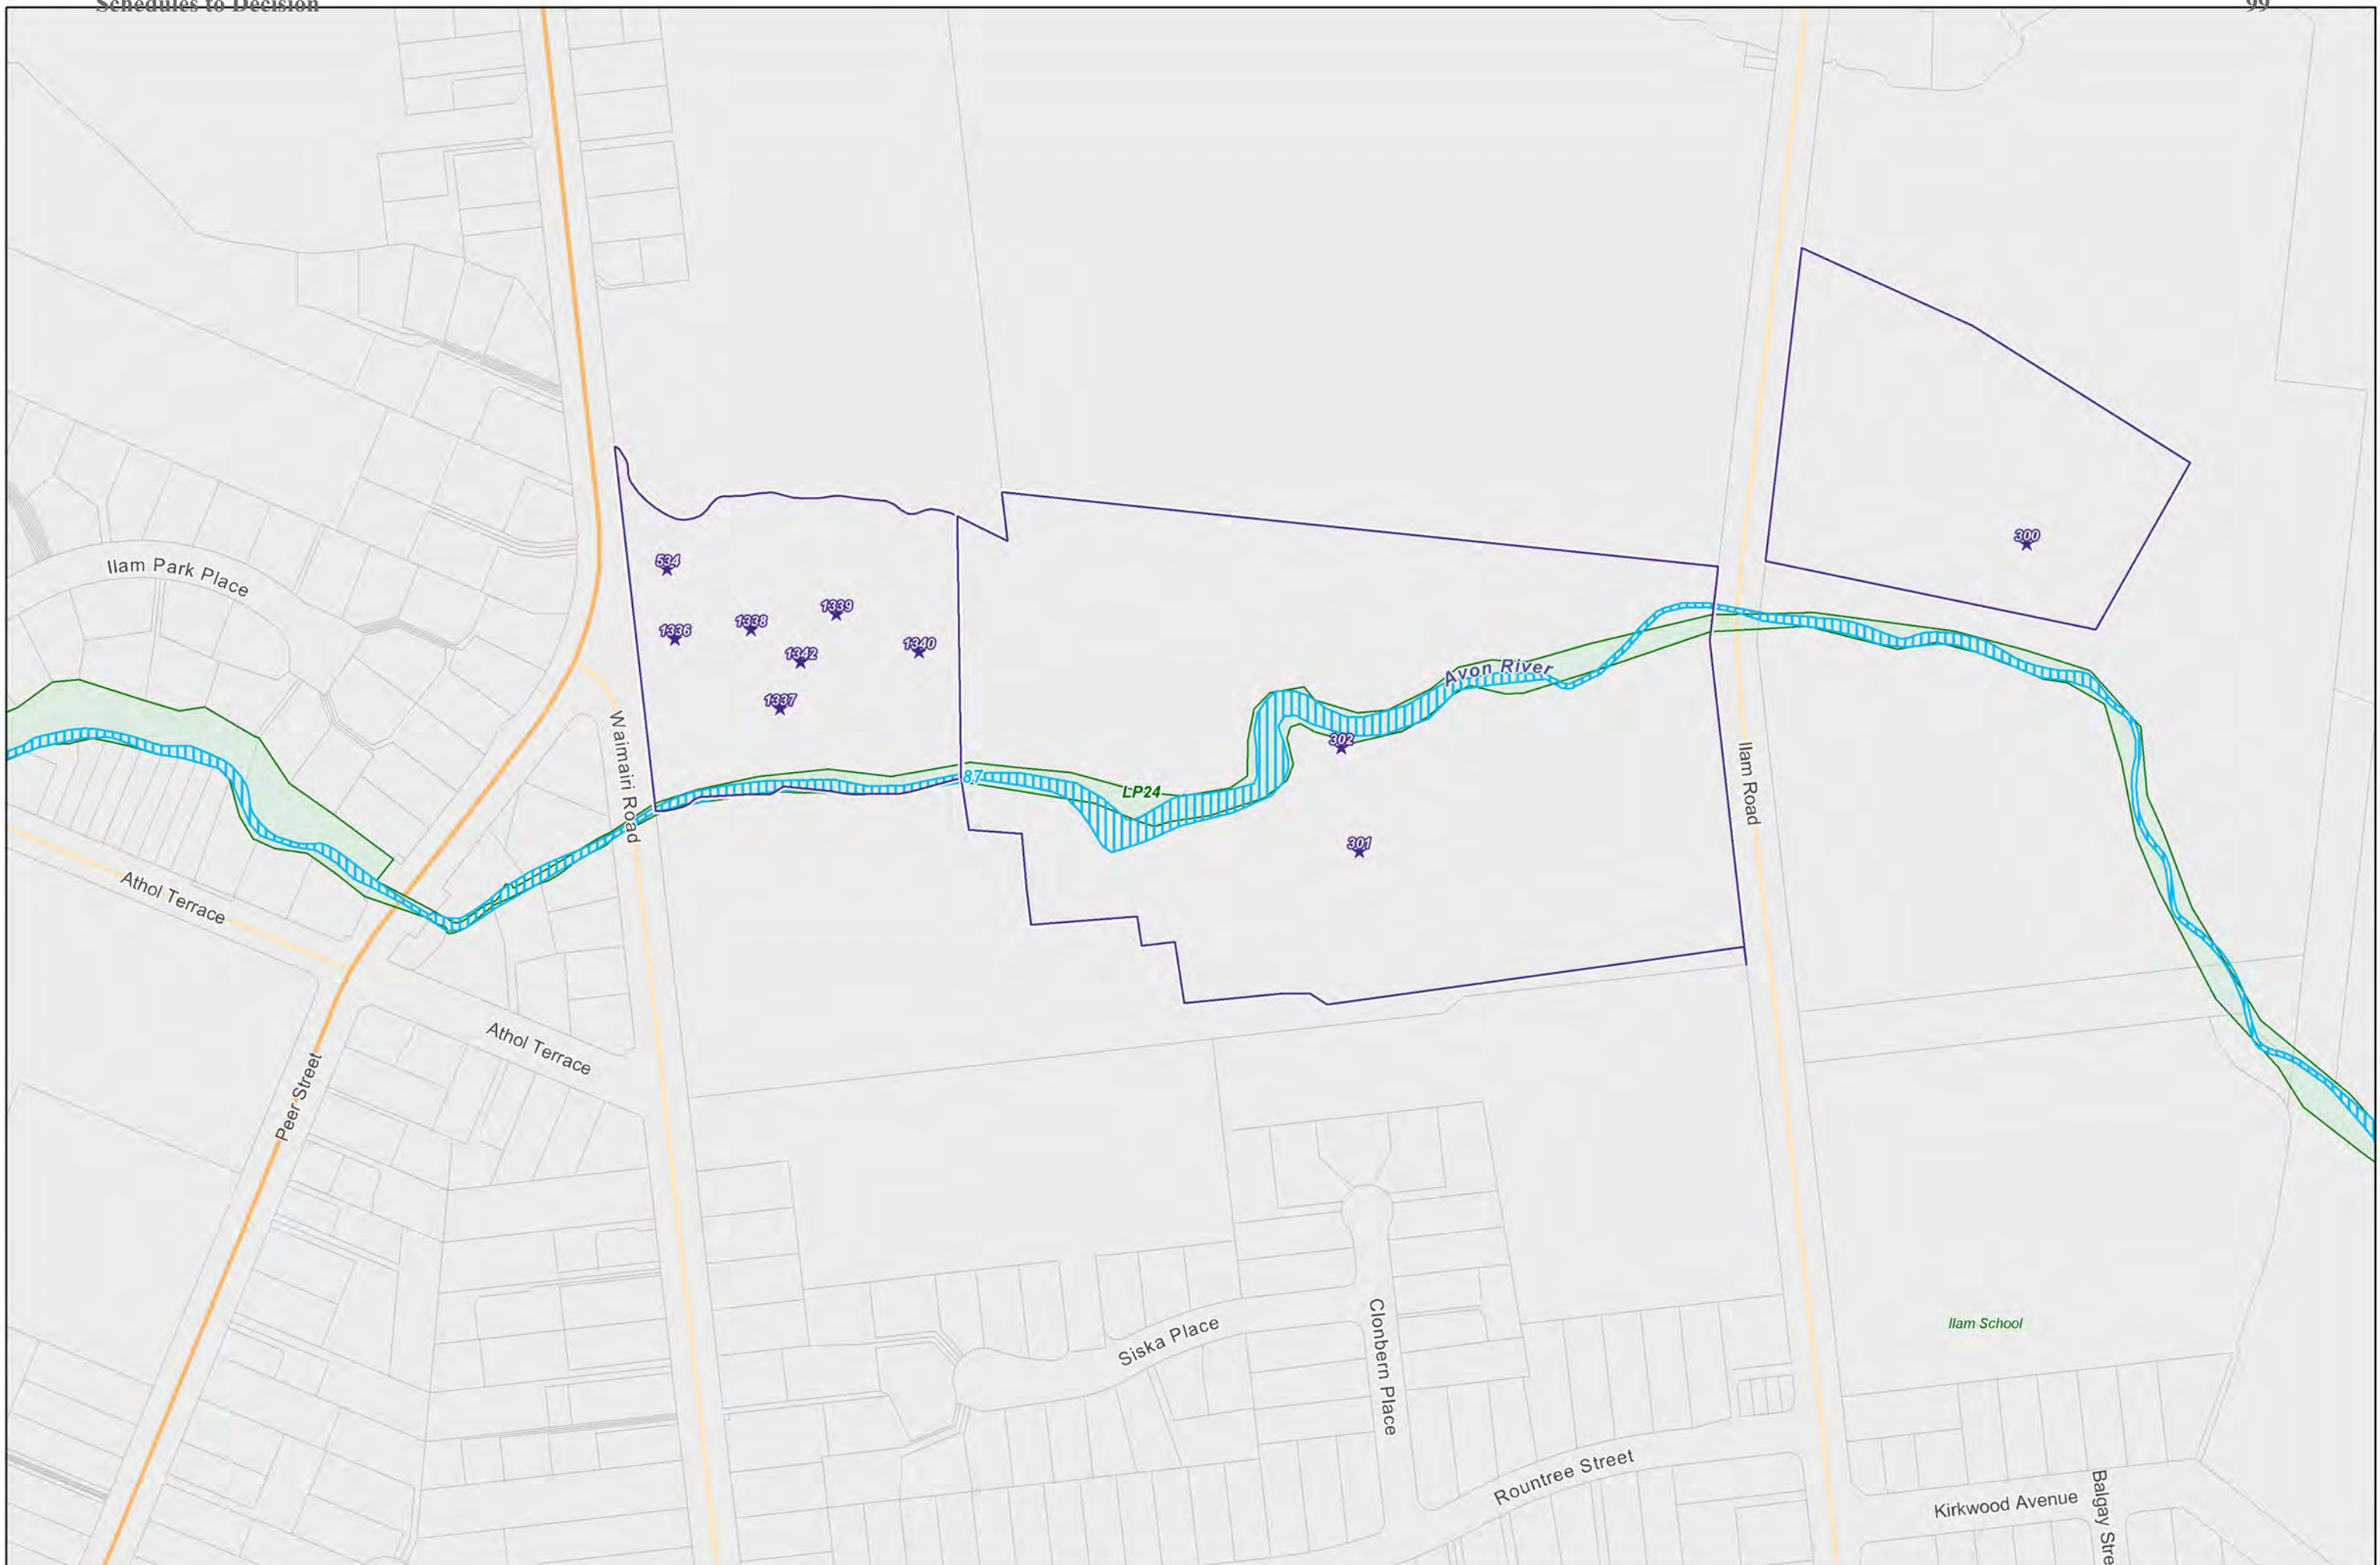 Schedules to Decision
99
300
Ilam Park Place
534
1339
1338
1336
1340
1342
Avon River
1337
Waimairi Road
302
87
Ilam Road
LP24
301
Athol Terrace
Athol Terrace
Peer Street
Siska Place
Clonbern Place
Ilam School
Rountree Street
Kirkwood Avenue
Balgay Stre